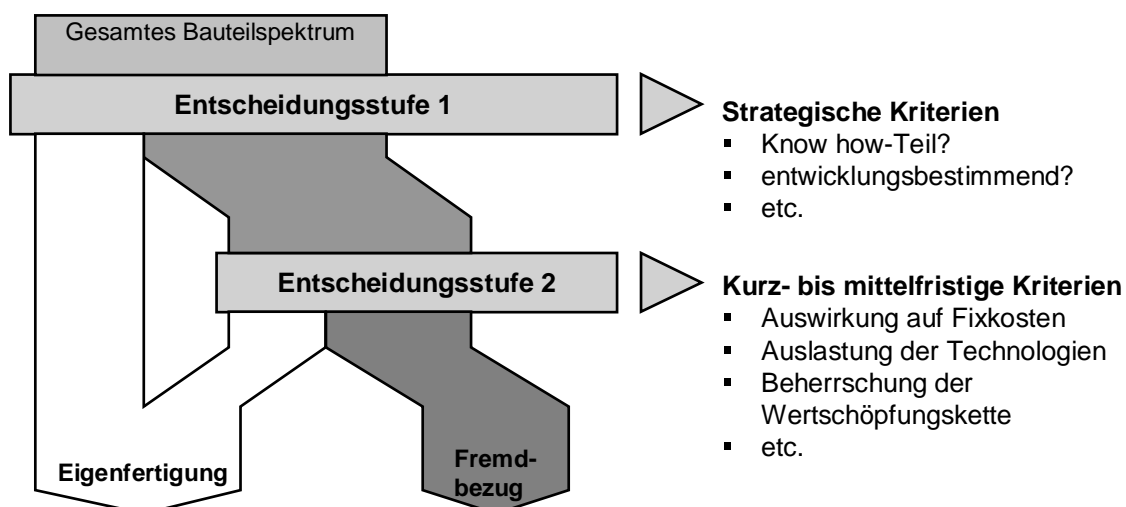 Gesamtes Bauteilspektrum
Entscheidungsstufe 1
Strategische Kriterien
▪ Know how-Teil?
▪ entwicklungsbestimmend?
▪ etc.
Entscheidungsstufe 2
Kurz- bis mittelfristige Kriterien
▪ Auswirkung auf Fixkosten
▪ Auslastung der Technologien
▪ Beherrschung der
Wertschöpfungskette
▪ etc.
Eigenfertigung
Fremd-
bezug